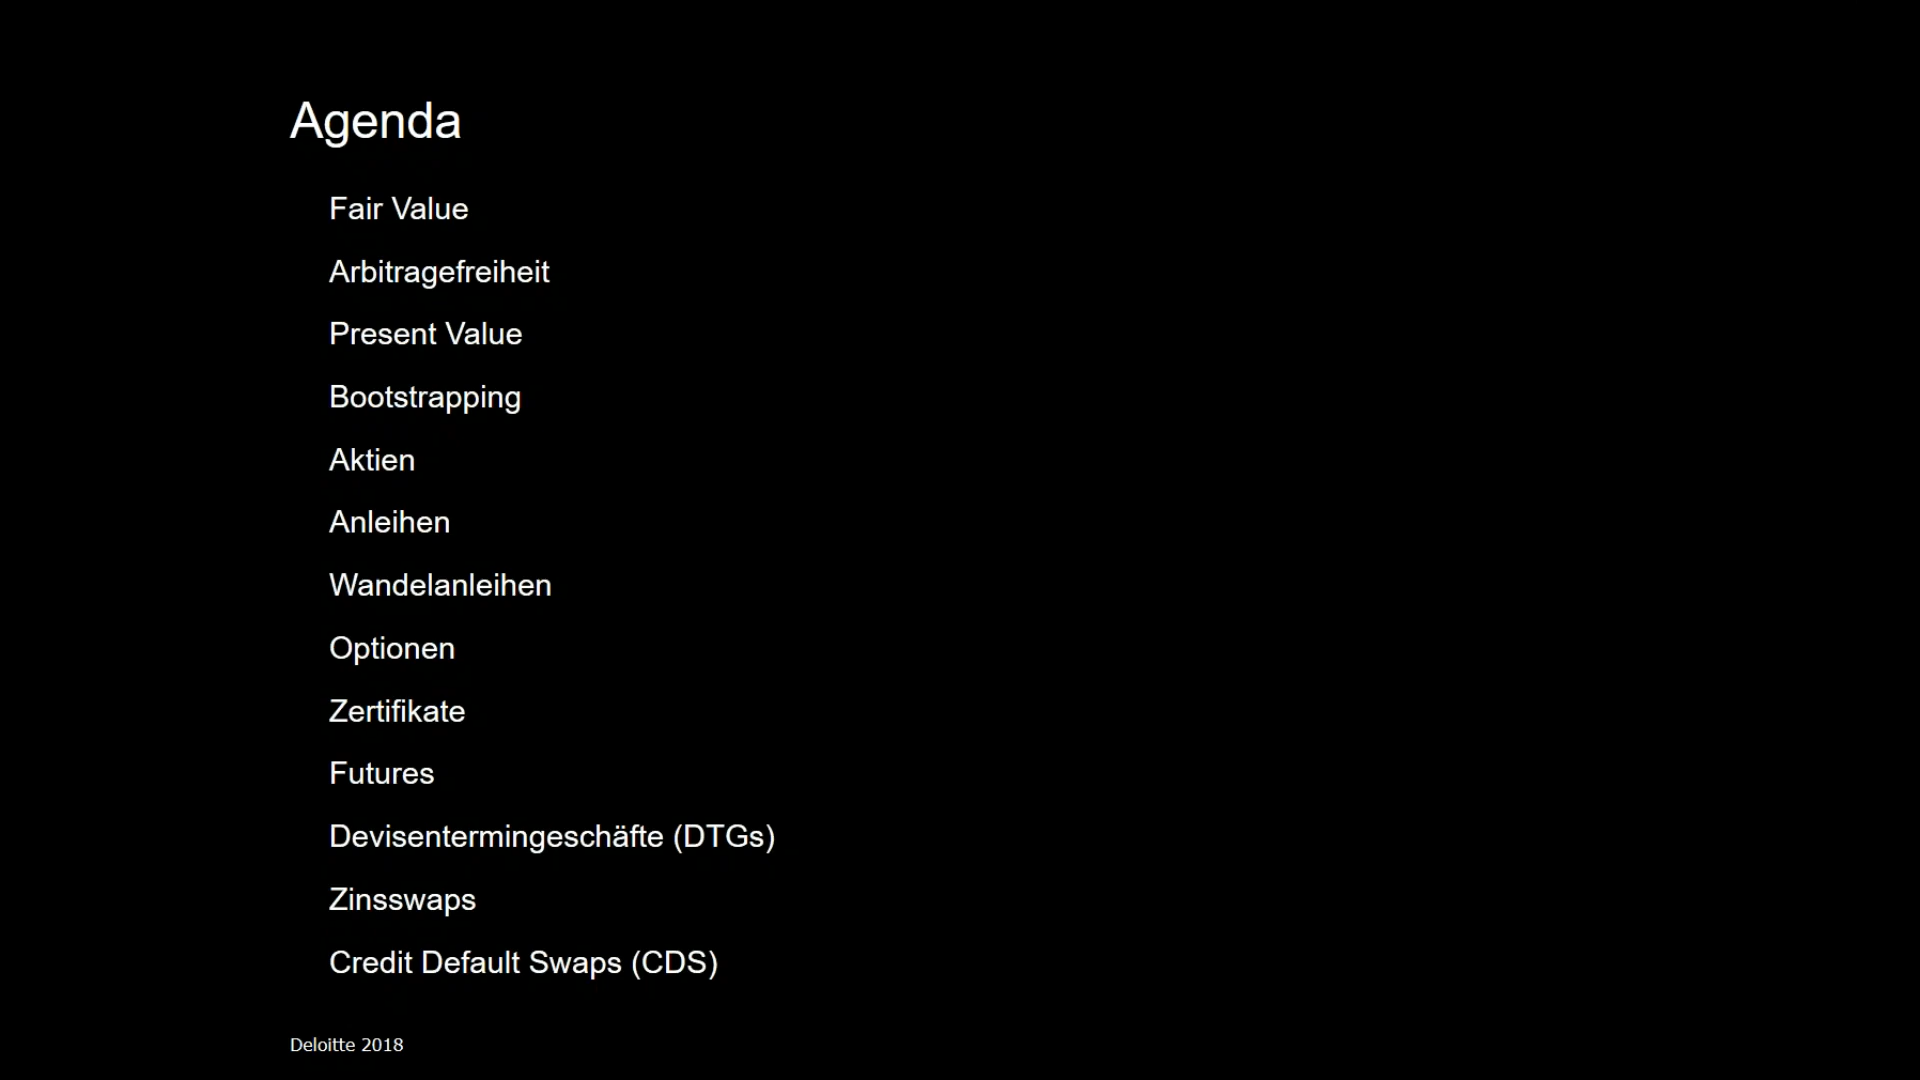 Agenda
Fair Value
Arbitragefreiheit
Present Value
Bootstrapping
Aktien
Anleihen
Wandelanleihen
Optionen
Zertifikate
Futures
Devisentermingeschäfte (DTGs)
Zinsswaps
Credit Default Swaps (CDS)
Deloitte 2018